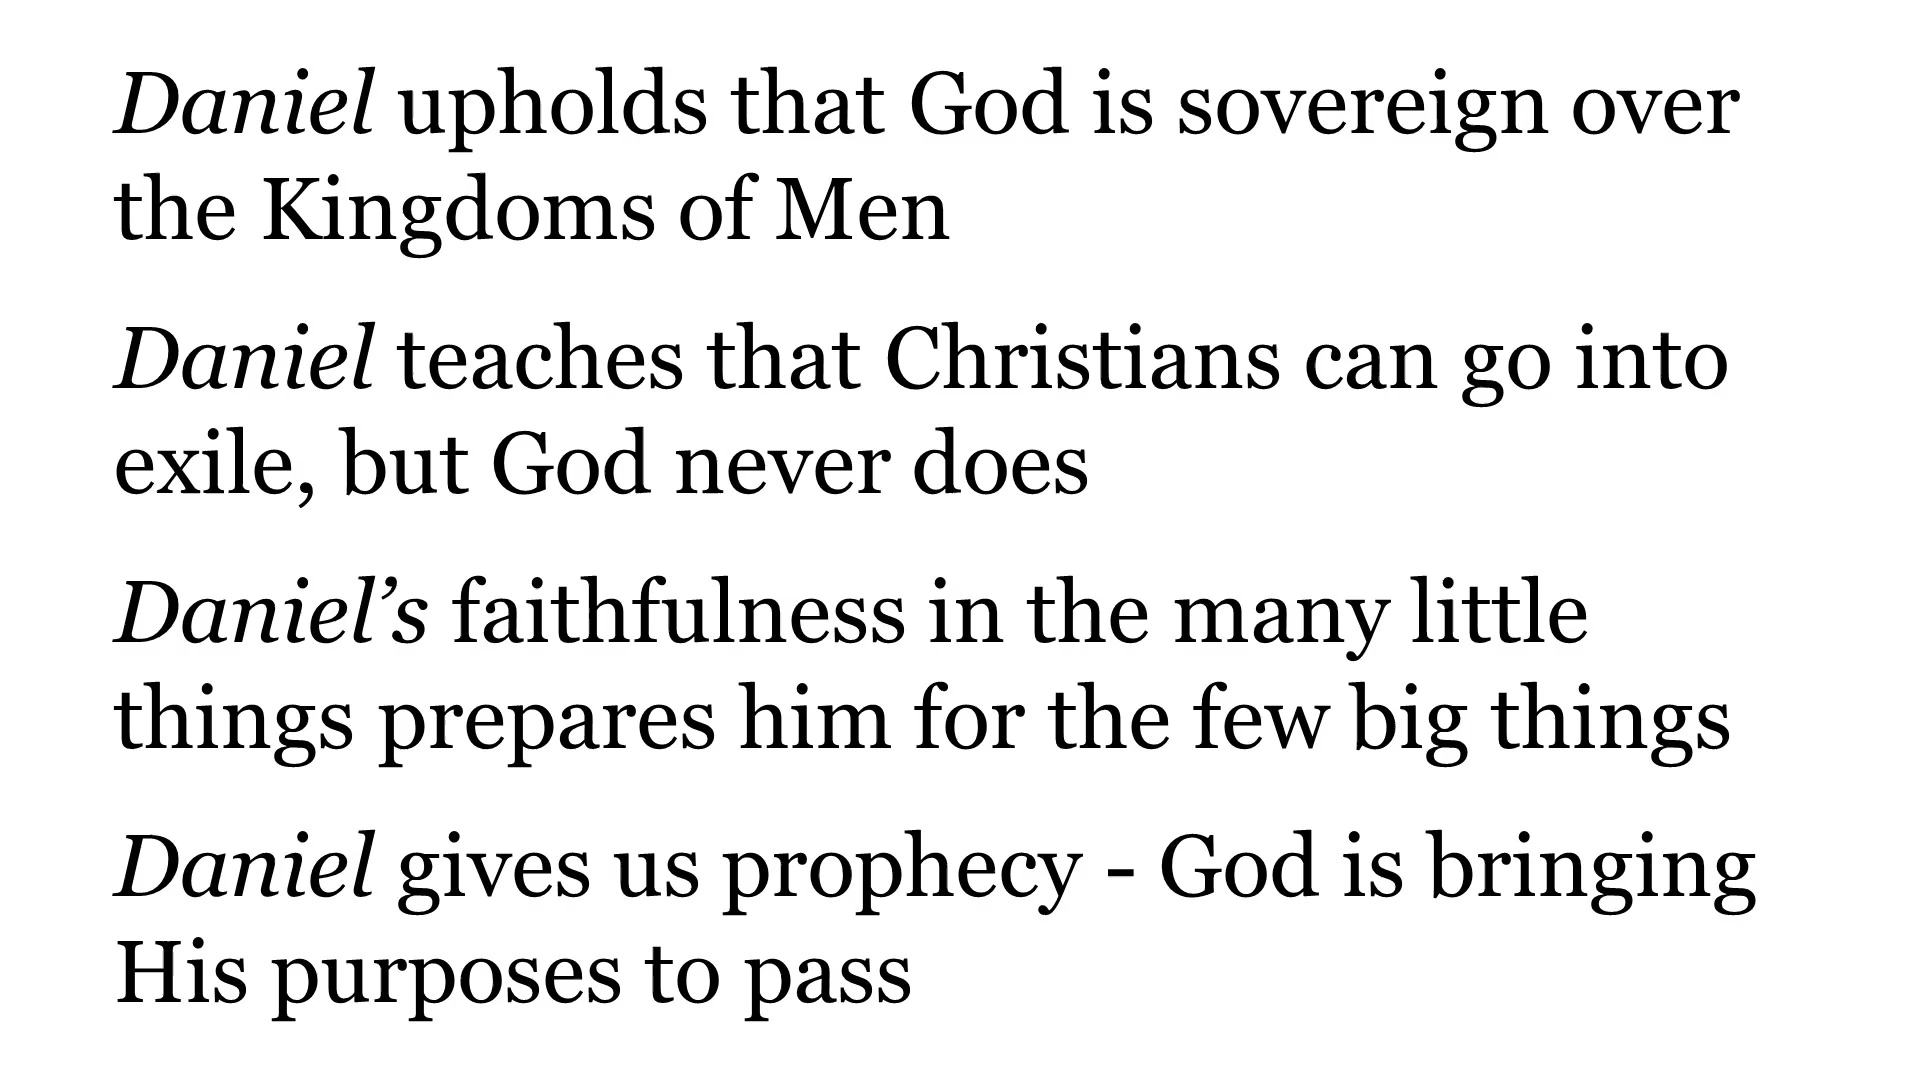 Daniel upholds that God is sovereign over
the Kingdoms of Men
Daniel teaches that Christians can go into
exile, but God never does
Daniel’s faithfulness in the many little
things prepares him for the few big things
Daniel gives us prophecy - God is bringing
His purposes to pass